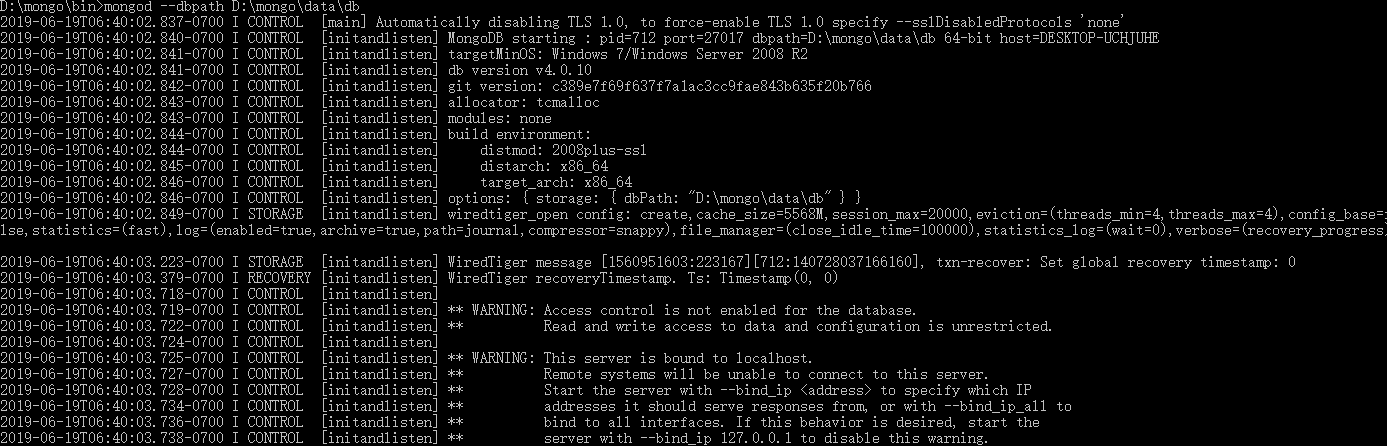 D:\mongo\bin>mongod --dbpath D:\mongo\data\db
2019-06-19T06:40:02.837-0700 I CONTROL  [main] Automatically disabling TLS 1.0, to force-enable TLS 1.0 specify --sslDisabledProtocols 'none'
2019-06-19T06:40:02.840-0700 I CONTROL  [initandlisten] MongoDB starting : pid=712 port=27017 dbpath=D:\mongo\data\db 64-bit host=DESKTOP-UCHJUHE
2019-06-19T06:40:02.841-0700 I CONTROL  [initandlisten] targetMinOS: Windows 7/Windows Server 2008 R2
2019-06-19T06:40:02.841-0700 I CONTROL  [initandlisten] db version v4.0.10
2019-06-19T06:40:02.842-0700 I CONTROL  [initandlisten] git version: c389e7f69f637f7a1ac3cc9fae843b635f20b766
2019-06-19T06:40:02.843-0700 I CONTROL  [initandlisten] allocator: tcmalloc
2019-06-19T06:40:02.843-0700 I CONTROL  [initandlisten] modules: none
2019-06-19T06:40:02.844-0700 I CONTROL  [initandlisten] build environment:
2019-06-19T06:40:02.844-0700 I CONTROL  [initandlisten]     distmod: 2008plus-ssl
2019-06-19T06:40:02.845-0700 I CONTROL  [initandlisten]     distarch: x86_64
2019-06-19T06:40:02.846-0700 I CONTROL  [initandlisten]     target_arch: x86_64
2019-06-19T06:40:02.846-0700 I CONTROL  [initandlisten] options: { storage: { dbPath: "D:\mongo\data\db" } }
2019-06-19T06:40:02.849-0700 I STORAGE  [initandlisten] wiredtiger_open config: create,cache_size=5568M,session_max=20000,eviction=(threads_min=4,threads_max=4),config_base=
lse,statistics=(fast),log=(enabled=true,archive=true,path=journal,compressor=snappy),file_manager=(close_idle_time=100000),statistics_log=(wait=0),verbose=(recovery_progress)
2019-06-19T06:40:03.223-0700 I STORAGE  [initandlisten] WiredTiger message [1560951603:223167][712:140728037166160], txn-recover: Set global recovery timestamp: 0
2019-06-19T06:40:03.379-0700 I RECOVERY [initandlisten] WiredTiger recoveryTimestamp. Ts: Timestamp(0, 0)
2019-06-19T06:40:03.718-0700 I CONTROL  [initandlisten]
2019-06-19T06:40:03.719-0700 I CONTROL  [initandlisten] ** WARNING: Access control is not enabled for the database.
2019-06-19T06:40:03.722-0700 I CONTROL  [initandlisten] **          Read and write access to data and configuration is unrestricted.
2019-06-19T06:40:03.724-0700 I CONTROL  [initandlisten]
2019-06-19T06:40:03.725-0700 I CONTROL  [initandlisten] ** WARNING: This server is bound to localhost.
2019-06-19T06:40:03.727-0700 I CONTROL  [initandlisten] **          Remote systems will be unable to connect to this server.
2019-06-19T06:40:03.728-0700 I CONTROL  [initandlisten] **          Start the server with --bind_ip <address> to specify which IP
2019-06-19T06:40:03.734-0700 I CONTROL  [initandlisten] **          addresses it should serve responses from, or with --bind_ip_all to
2019-06-19T06:40:03.736-0700 I CONTROL  [initandlisten] **          bind to all interfaces. If this behavior is desired, start the
2019-06-19T06:40:03.738-0700 I CONTROL  [initandlisten] **          server with --bind_ip 127.0.0.1 to disable this warning.